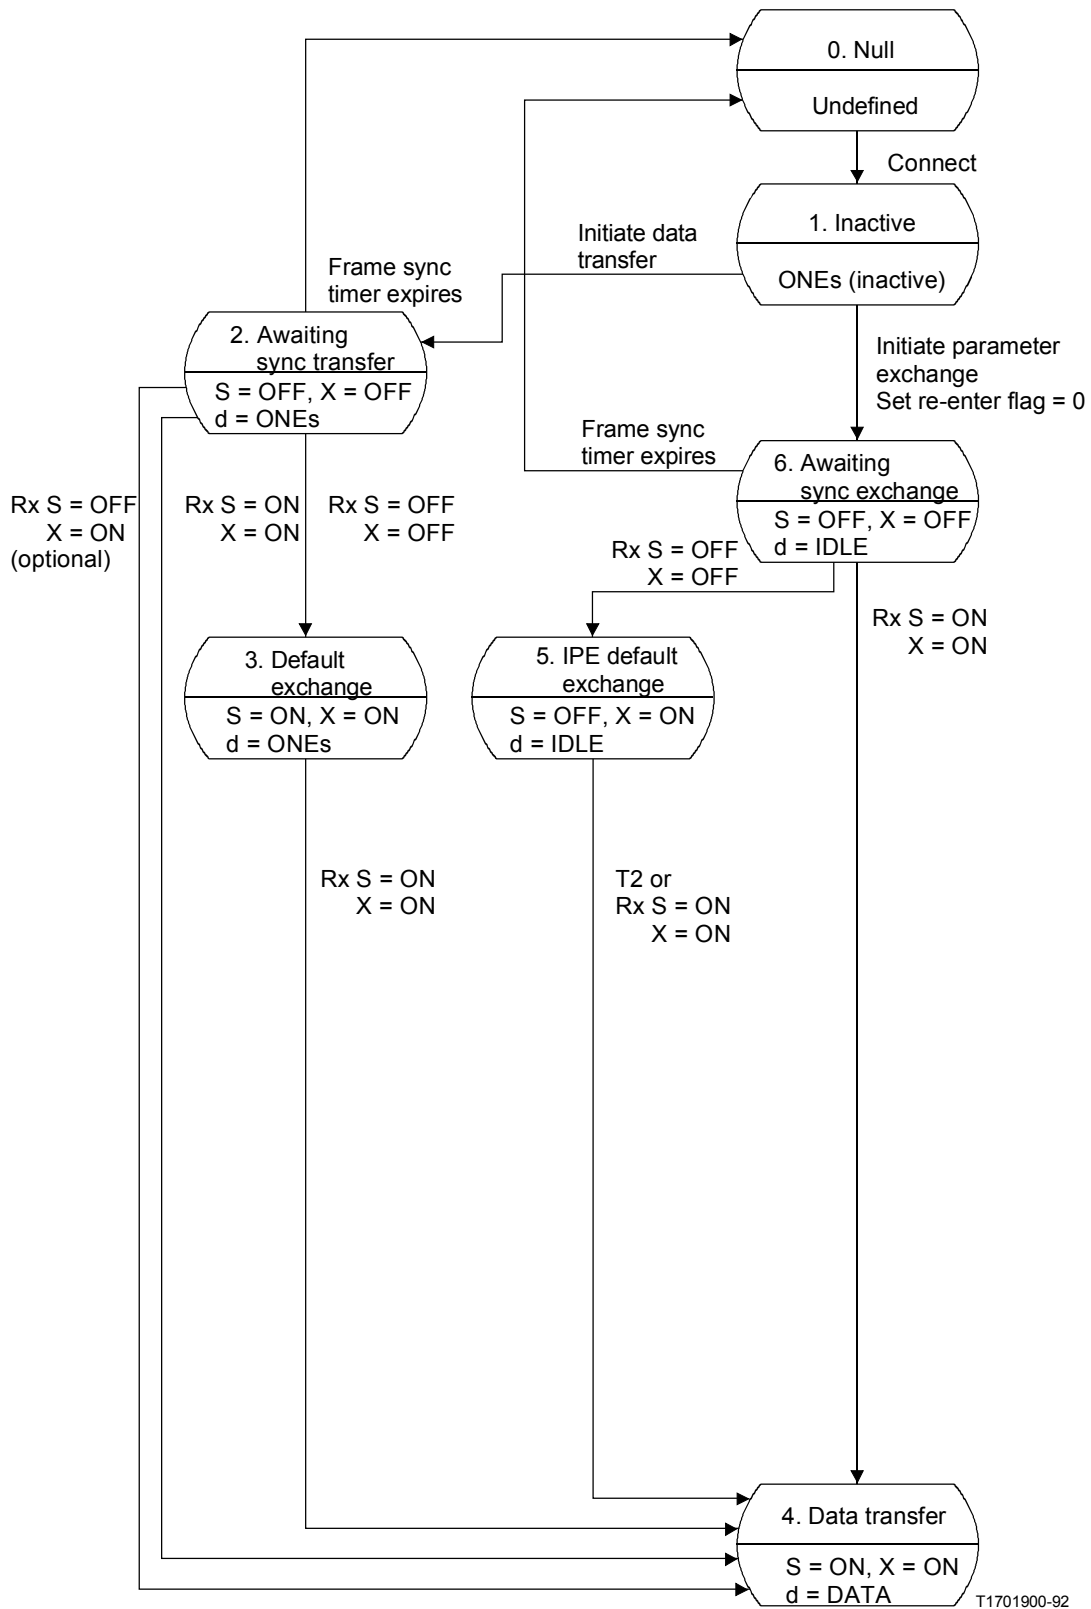 0. Null
Undefined
Connect
1. Inactive
ONEs (inactive)
Initiate data
transfer
Frame sync
timer expires
2. Awaiting
sync transfer
S = OFF, X = OFF
d = ONEs
Initiate parameter
exchange
Set re-enter flag = 0
Frame sync
timer expires
6. Awaiting
sync exchange
S = OFF, X = OFF
d = IDLE
Rx S = OFF
X = ON
(optional)
Rx S = ON
X = ON
Rx S = OFF
X = OFF
Rx S = OFF
X = OFF
Rx S = ON
X = ON
3. Default
exchange
S = ON, X = ON
d = ONEs
5. IPE default
exchange
S = OFF, X = ON
d = IDLE
Rx S = ON
X = ON
T2 or
Rx S = ON
X = ON
4. Data transfer
S = ON, X = ON
d = DATA
T1701900-92